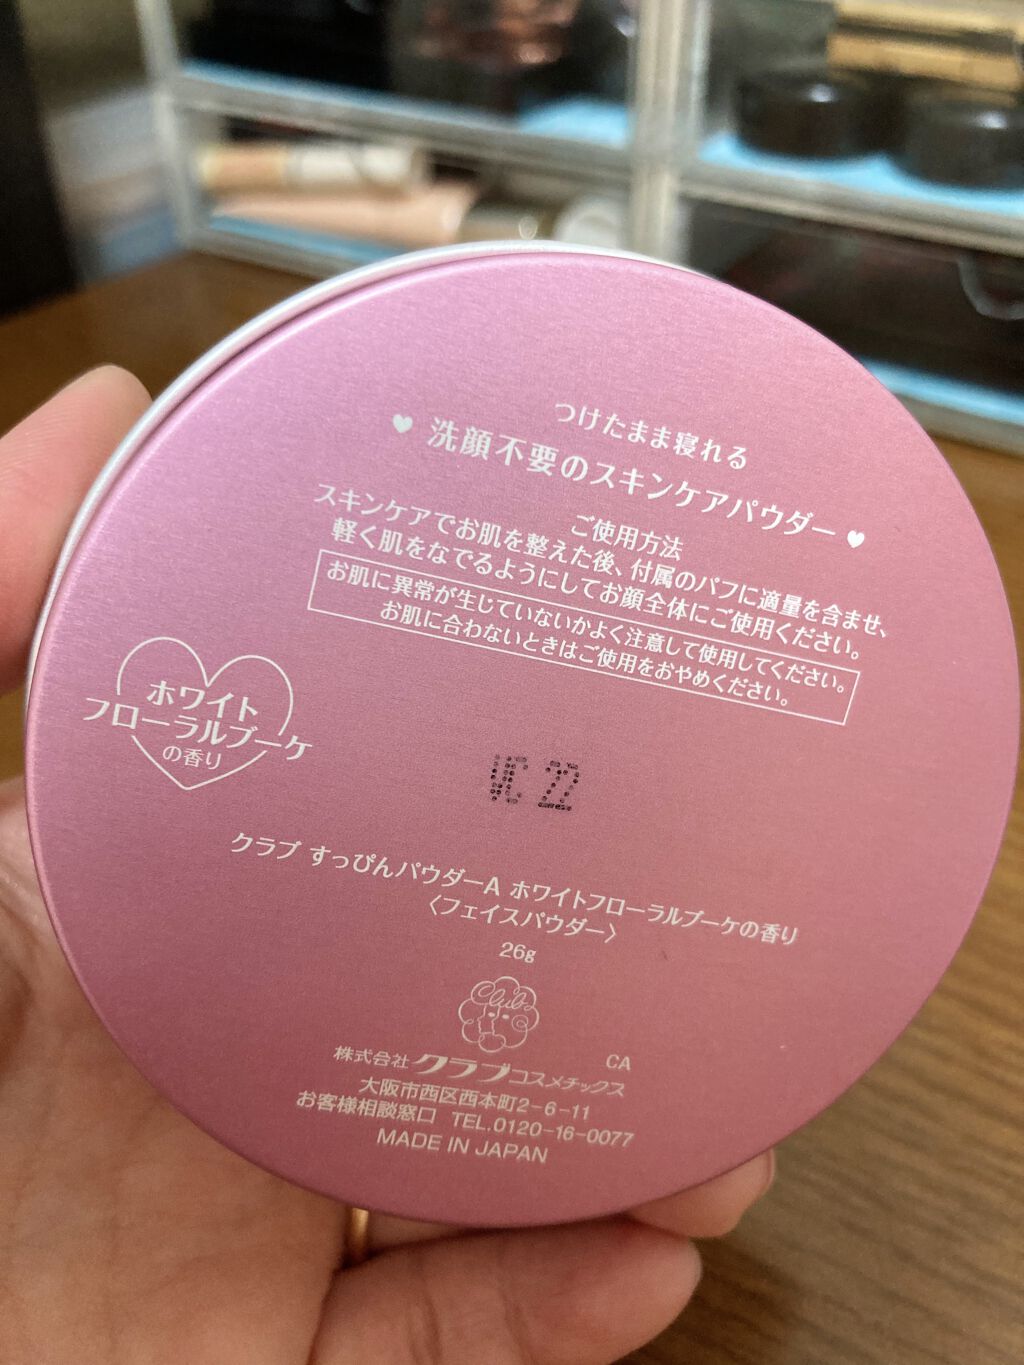 つけたまま寝れる
♥ 洗顔不要のスキンケアパウダー ♥
ご使用方法
スキンケアでお肌を整えた後、付属のパフに適量を含ませ、
軽く肌をなでるようにしてお顔全体にご使用ください。
お肌に異常が生じていないかよく注意して使用してください。
お肌に合わないときはご使用をおやめください。
ホワイト
フローラルブーケ
の香り
クラブ すっぴんパウダーA ホワイトフローラルブーケの香り
〈フェイスパウダー〉
26g
Club
CA
株式会社 クラブコスメチックス
大阪市西区西本町2-6-11
お客様相談窓口 TEL.0120-16-0077
MADE IN JAPAN